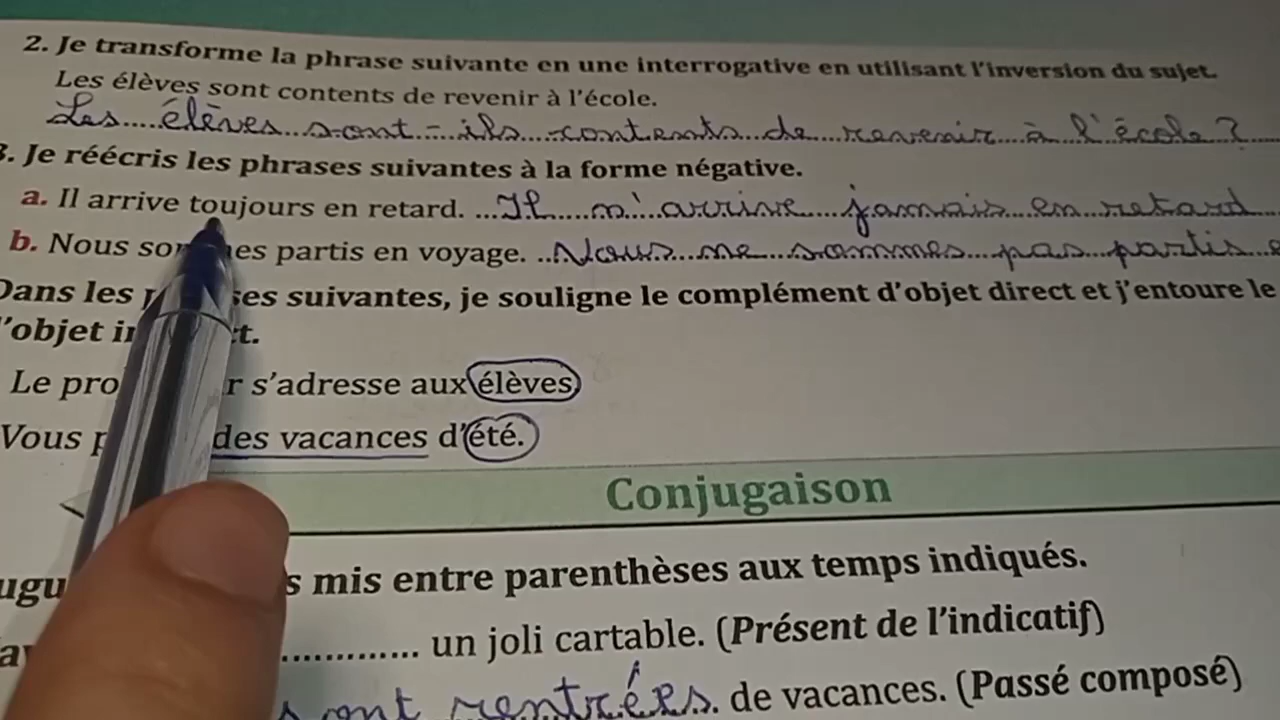 2. Je transforme la phrase suivante en une interrogative en utilisant l'inversion du sujet.
Les élèves sont contents de revenir à l'école.
Les élèves sont-ils contents de revenir à l'école ?
3. Je réécris les phrases suivantes à la forme négative.
a. Il arrive toujours en retard. Il n'arrive jamais en retard
b. Nous partis en voyage. Nous ne sommes pas partis
Dans les suivantes, je souligne le complément d'objet direct et j'entoure le
d'objet
Le s'adresse aux élèves
Vous des vacances d'été.
Conjugaison
mis entre parenthèses aux temps indiqués.
un joli cartable. (Présent de l'indicatif)
sont rentrées de vacances. (Passé composé)